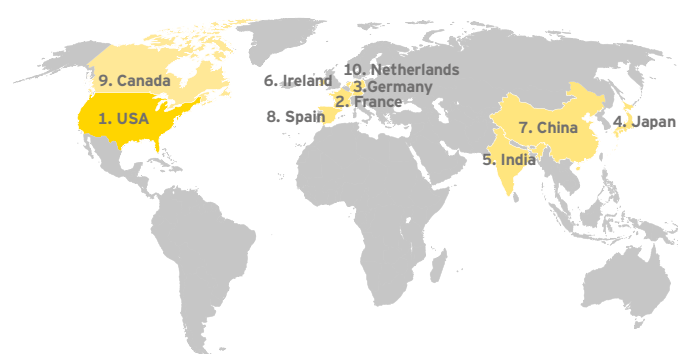 10. Netherlands
9. Canada
6. Ireland
3.Germany
2. France
1. USA
8. Spain
4. Japan
7. China
5. India